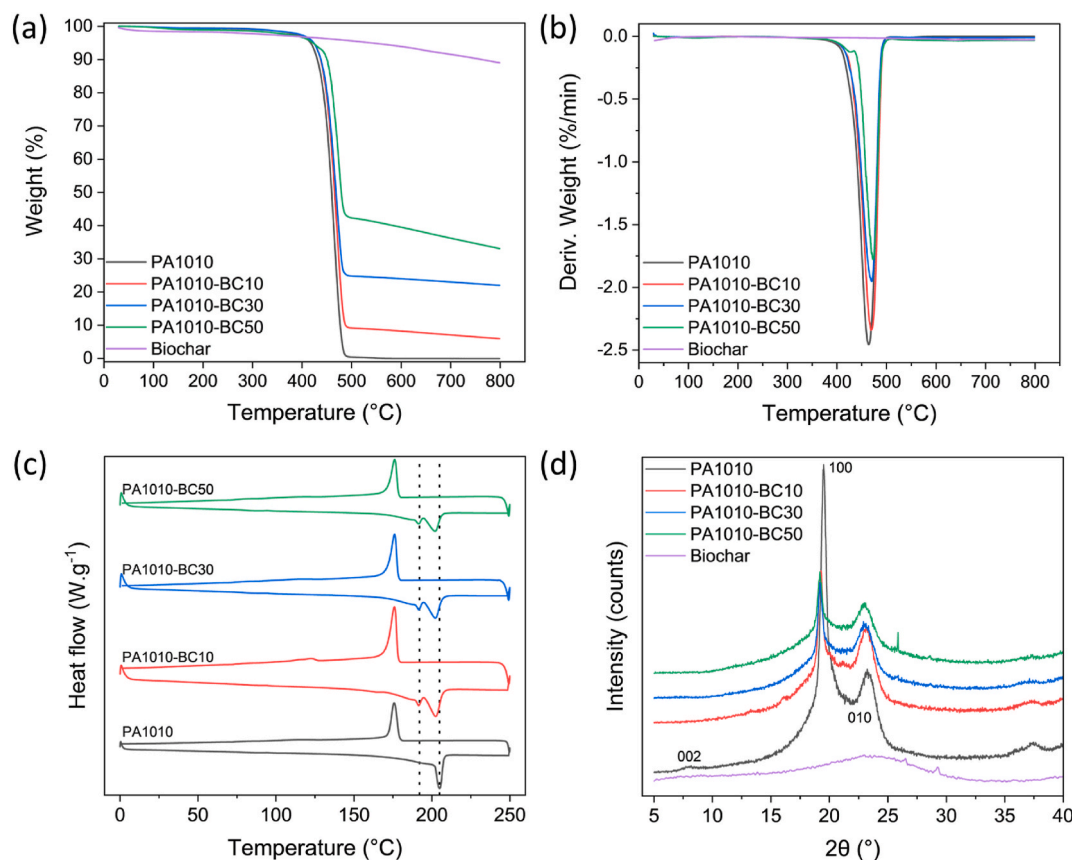 (a)
100
90
80
70
60
50
40
30
20
10
0
Weight (%)
PA1010
PA1010-BC10
PA1010-BC30
PA1010-BC50
Biochar
0 100 200 300 400 500 600 700 800
Temperature (°C)
(b)
0.0
-0.5
-1.0
-1.5
-2.0
-2.5
Deriv. Weight (%/min)
PA1010
PA1010-BC10
PA1010-BC30
PA1010-BC50
Biochar
0 100 200 300 400 500 600 700 800
Temperature (°C)
(c)
Heat flow (W.g-1)
PA1010-BC50
PA1010-BC30
PA1010-BC10
PA1010
0 50 100 150 200 250
Temperature (°C)
(d)
Intensity (counts)
PA1010
PA1010-BC10
PA1010-BC30
PA1010-BC50
Biochar
100
010
002
5 10 15 20 25 30 35 40
2θ (°)